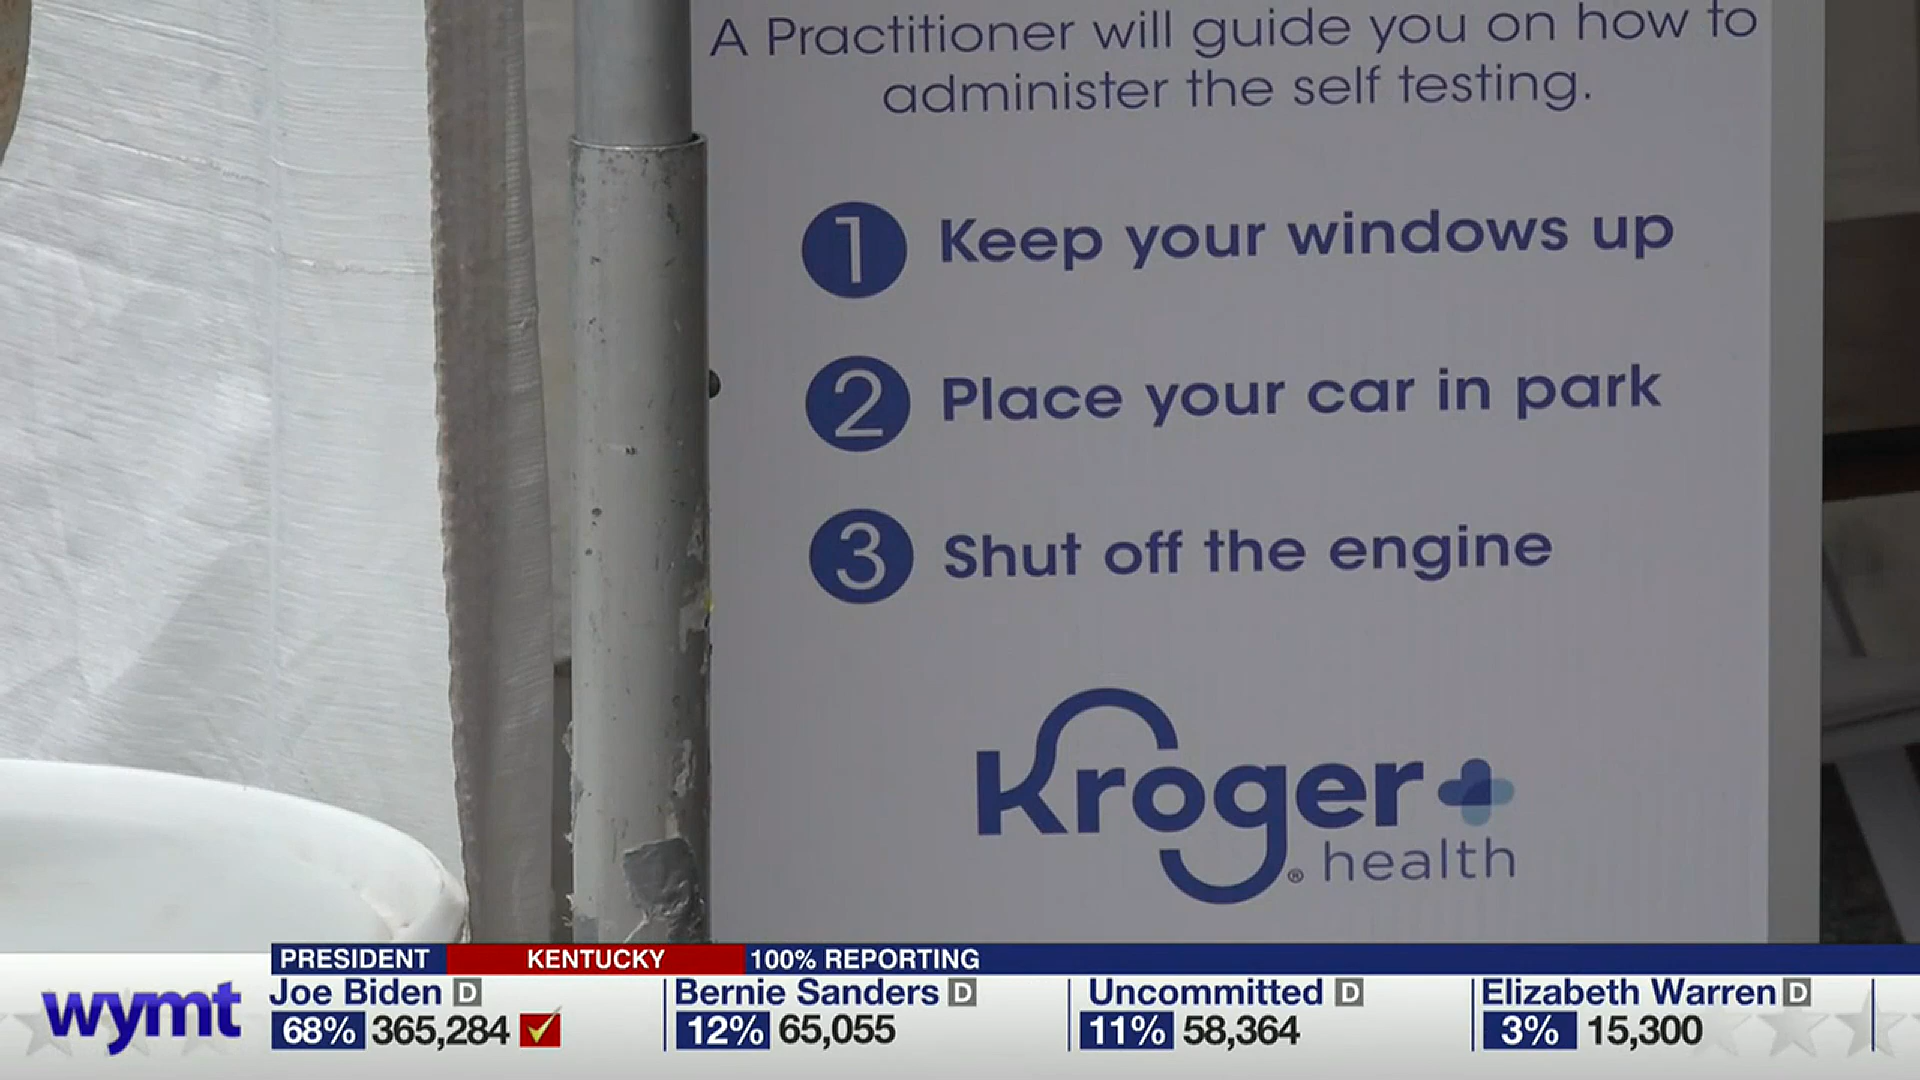 A Practitioner will guide you on how to
administer the self testing.
1 Keep your windows up
2 Place your car in park
3 Shut off the engine
Kroger
® health
PRESIDENT KENTUCKY 100% REPORTING
wymt
Joe Biden D
68% 365,284
Bernie Sanders D
12% 65,055
Uncommitted D
11% 58,364
Elizabeth Warren D
3% 15,300